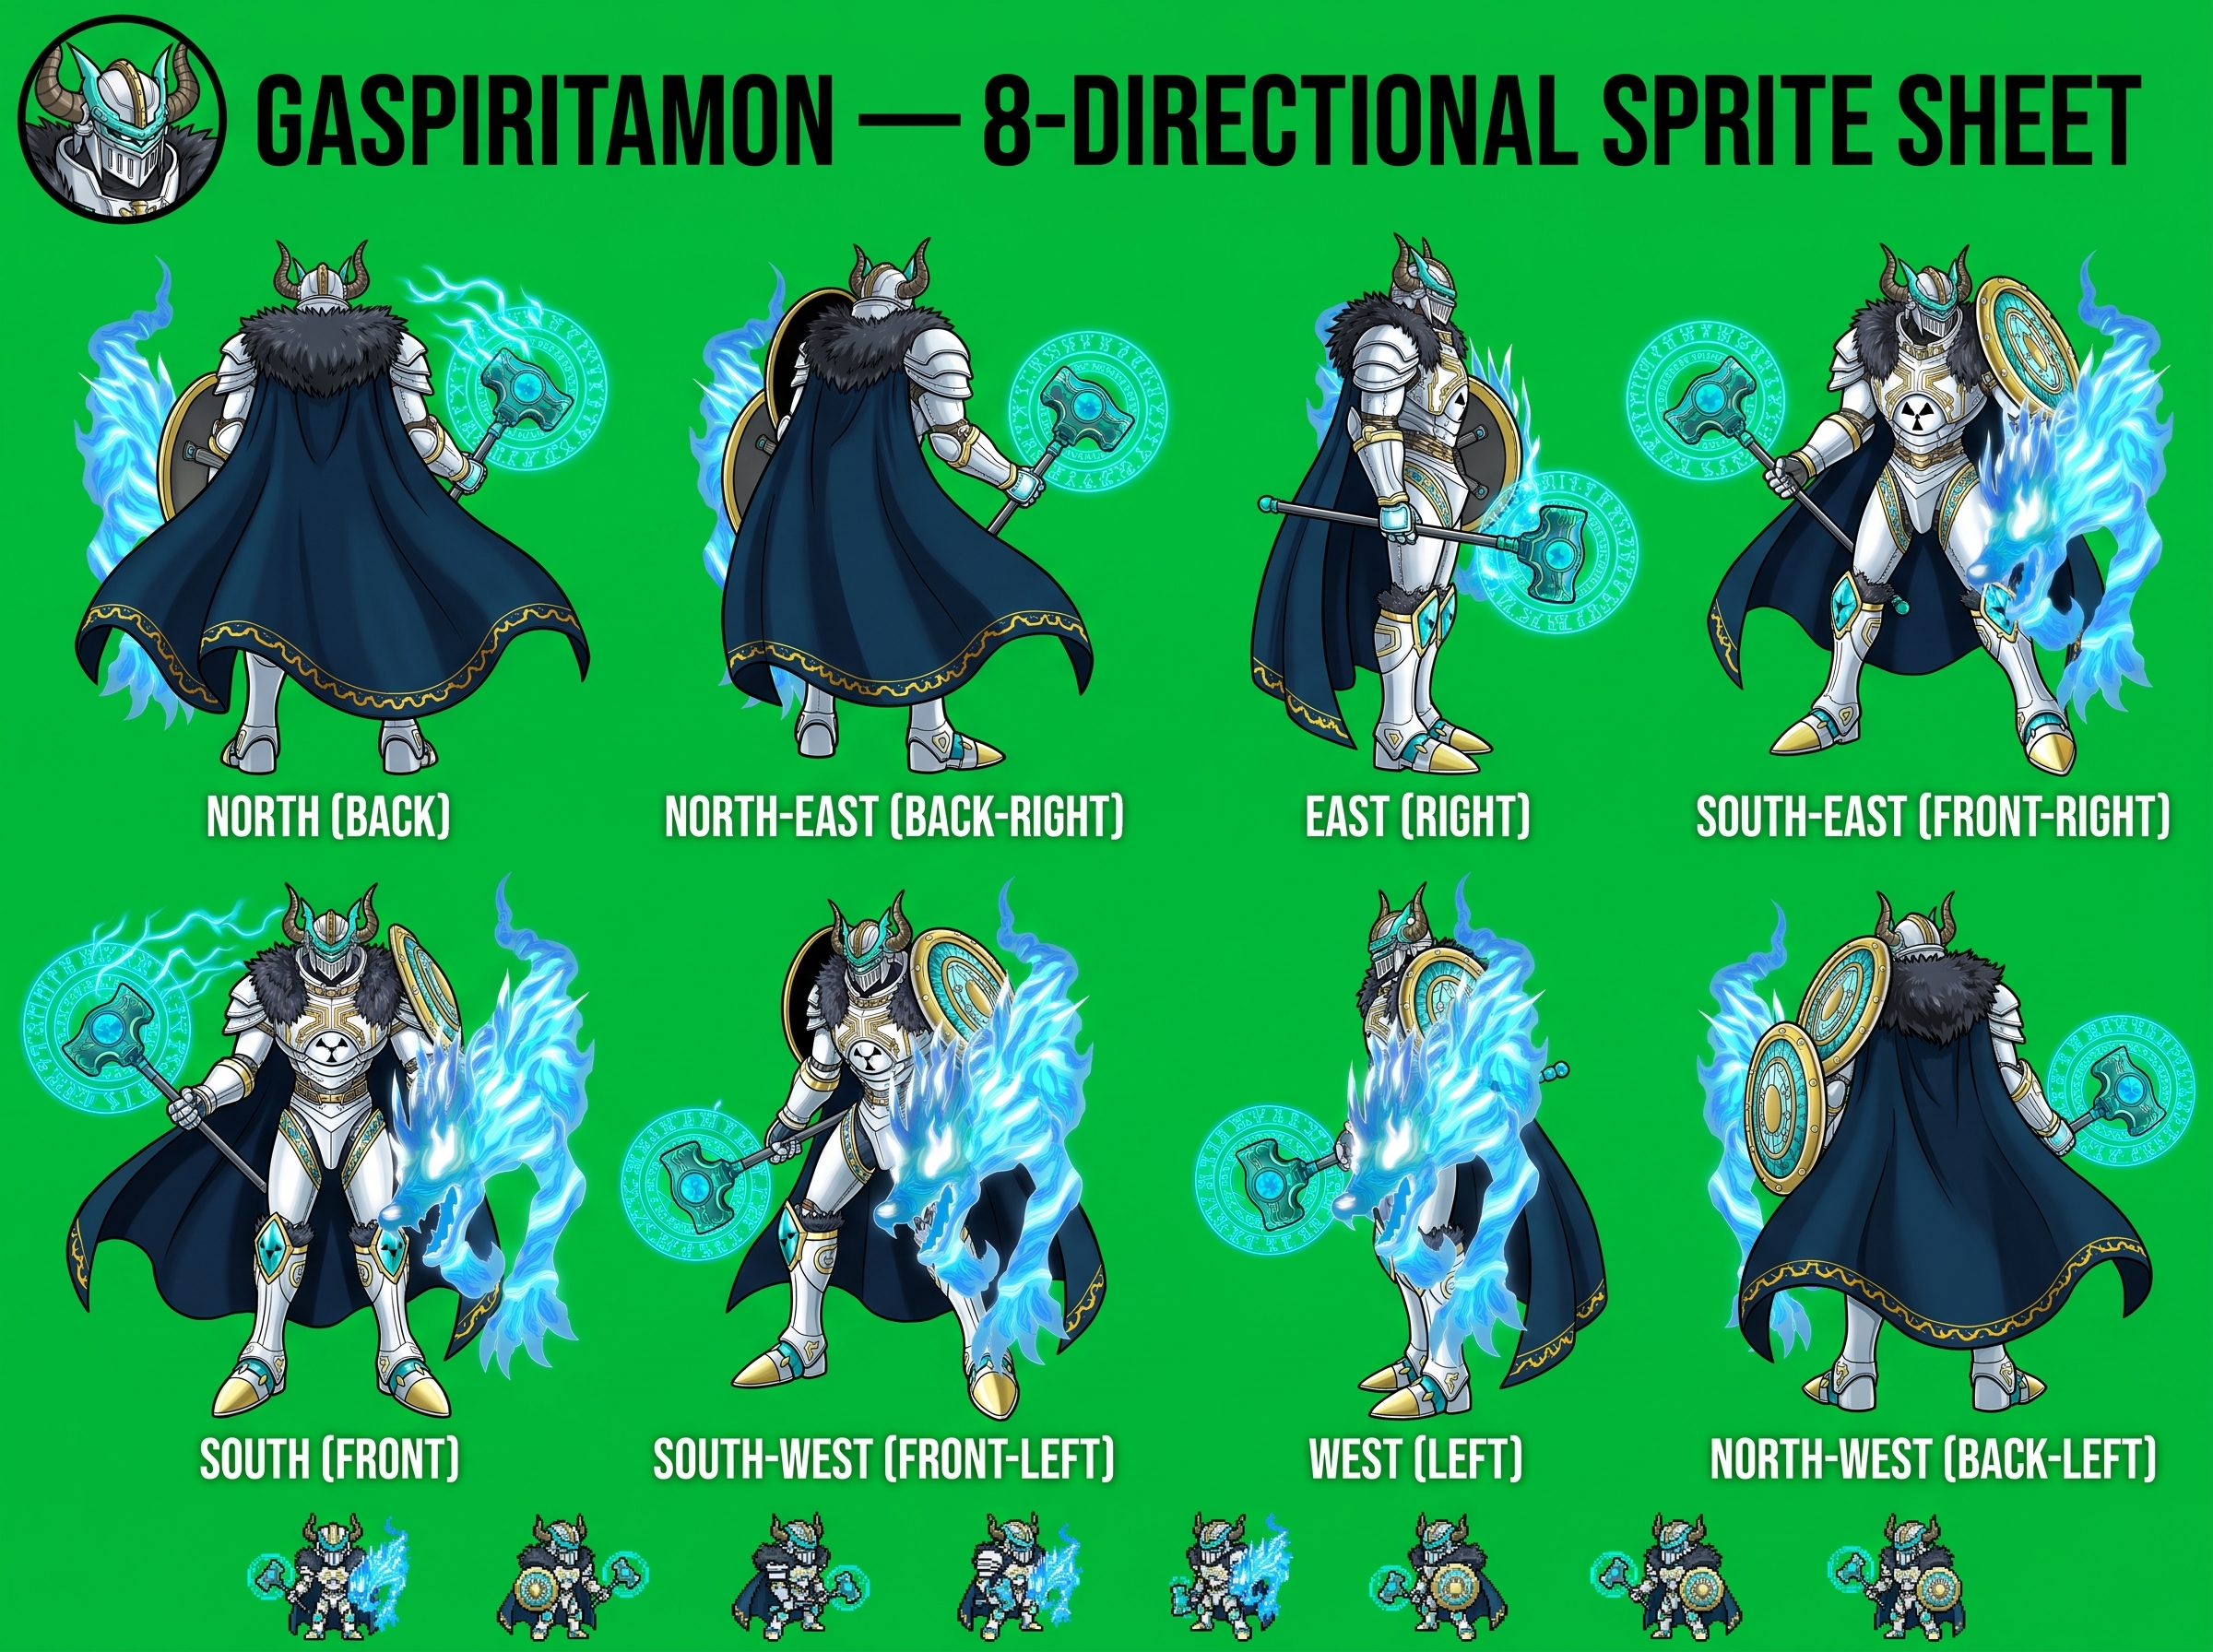 GASPIRITAMON — 8-DIRECTIONAL SPRITE SHEET
NORTH (BACK)
NORTH-EAST (BACK-RIGHT)
EAST (RIGHT)
SOUTH-EAST (FRONT-RIGHT)
SOUTH (FRONT)
SOUTH-WEST (FRONT-LEFT)
WEST (LEFT)
NORTH-WEST (BACK-LEFT)